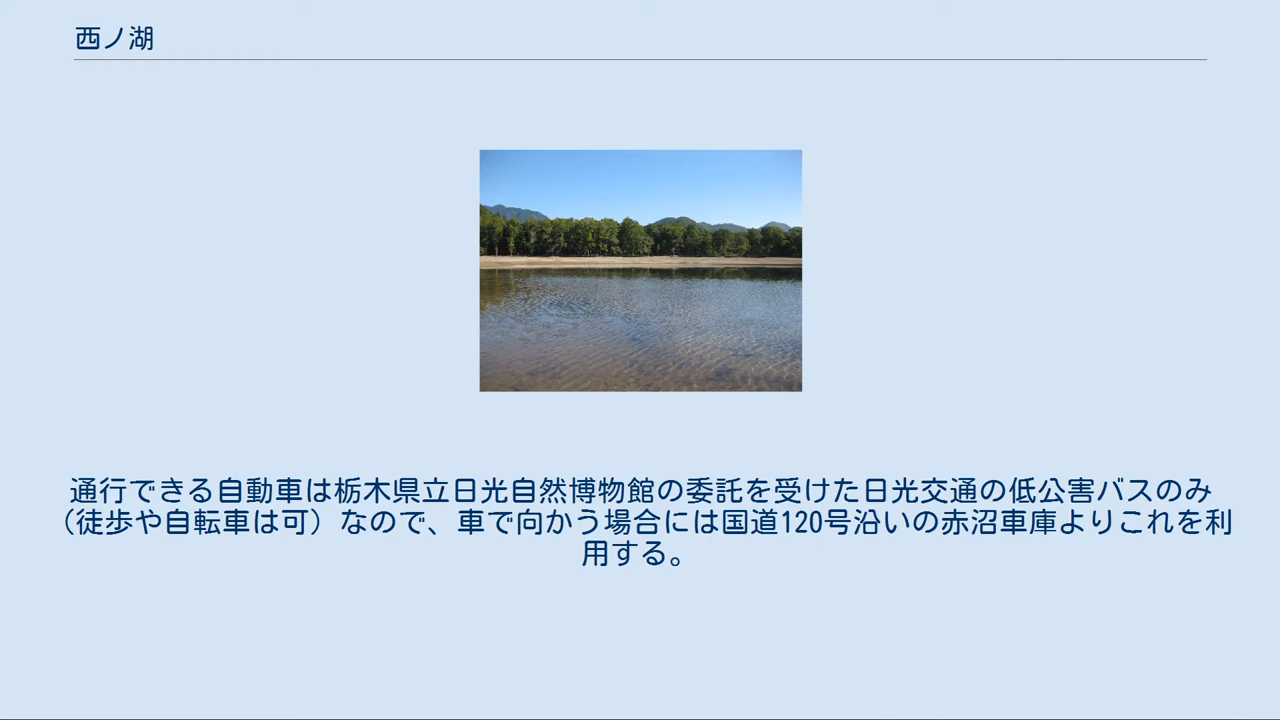 西ノ湖
通行できる自動車は栃木県立日光自然博物館の委託を受けた日光交通の低公害バスのみ
（徒歩や自転車は可）なので、車で向かう場合には国道120号沿いの赤沼車庫よりこれを利
用する。